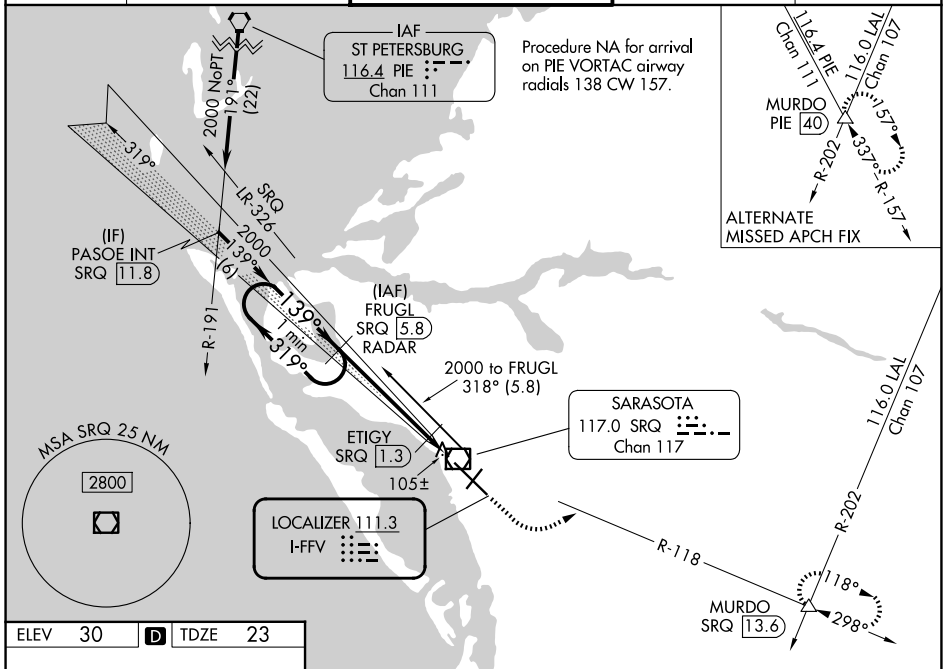 IAF
ST PETERSBURG
116.4 PIE
Chan 111
Procedure NA for arrival
on PIE VORTAC airway
radials 138 CW 157.
2000 NoPT
191°
(22)
116.4 PIE
Chan 111
116.0 LAL
Chan 107
MURDO
PIE 40
157°
337°
R-157
R-202
ALTERNATE
MISSED APCH FIX
319°
SRQ
LR-326
2000
139°
(6)
(IF)
PASOE INT
SRQ 11.8
R-191
139°
1 min
319°
(IAF)
FRUGL
SRQ 5.8
RADAR
2000 to FRUGL
318° (5.8)
ETIGY
SRQ 1.3
105±
SARASOTA
117.0 SRQ
Chan 117
116.0 LAL
Chan 107
R-202
MSA SRQ 25 NM
2800
LOCALIZER 111.3
I-FFV
R-118
118°
298°
MURDO
SRQ 13.6
ELEV 30 D TDZE 23